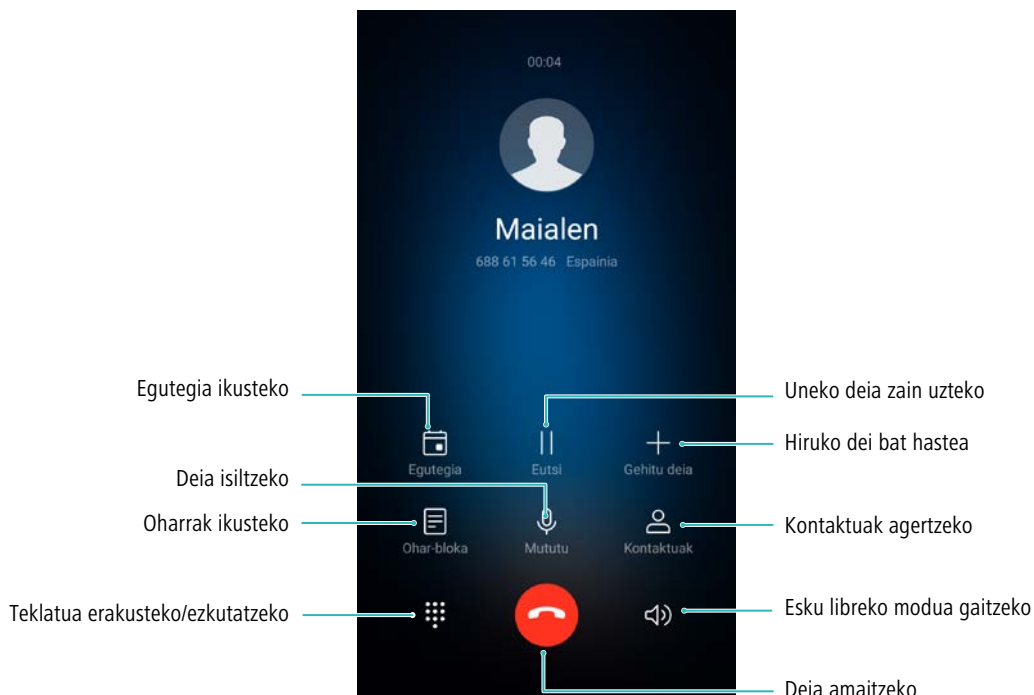 00:04
Maialen
688 61 56 46 Espainia
Egutegia ikusteko
Uneko deia zain uzteko
Hiruko dei bat hastea
Egutegia
Eutsi
Gehitu deia
Deia isiltzeko
Oharrak ikusteko
Kontaktuak agertzeko
Ohar-bloka
Mututu
Kontaktuak
Teklatua erakusteko/ezkutatzeko
Esku libreko modua gaitzeko
Deia amaitzeko